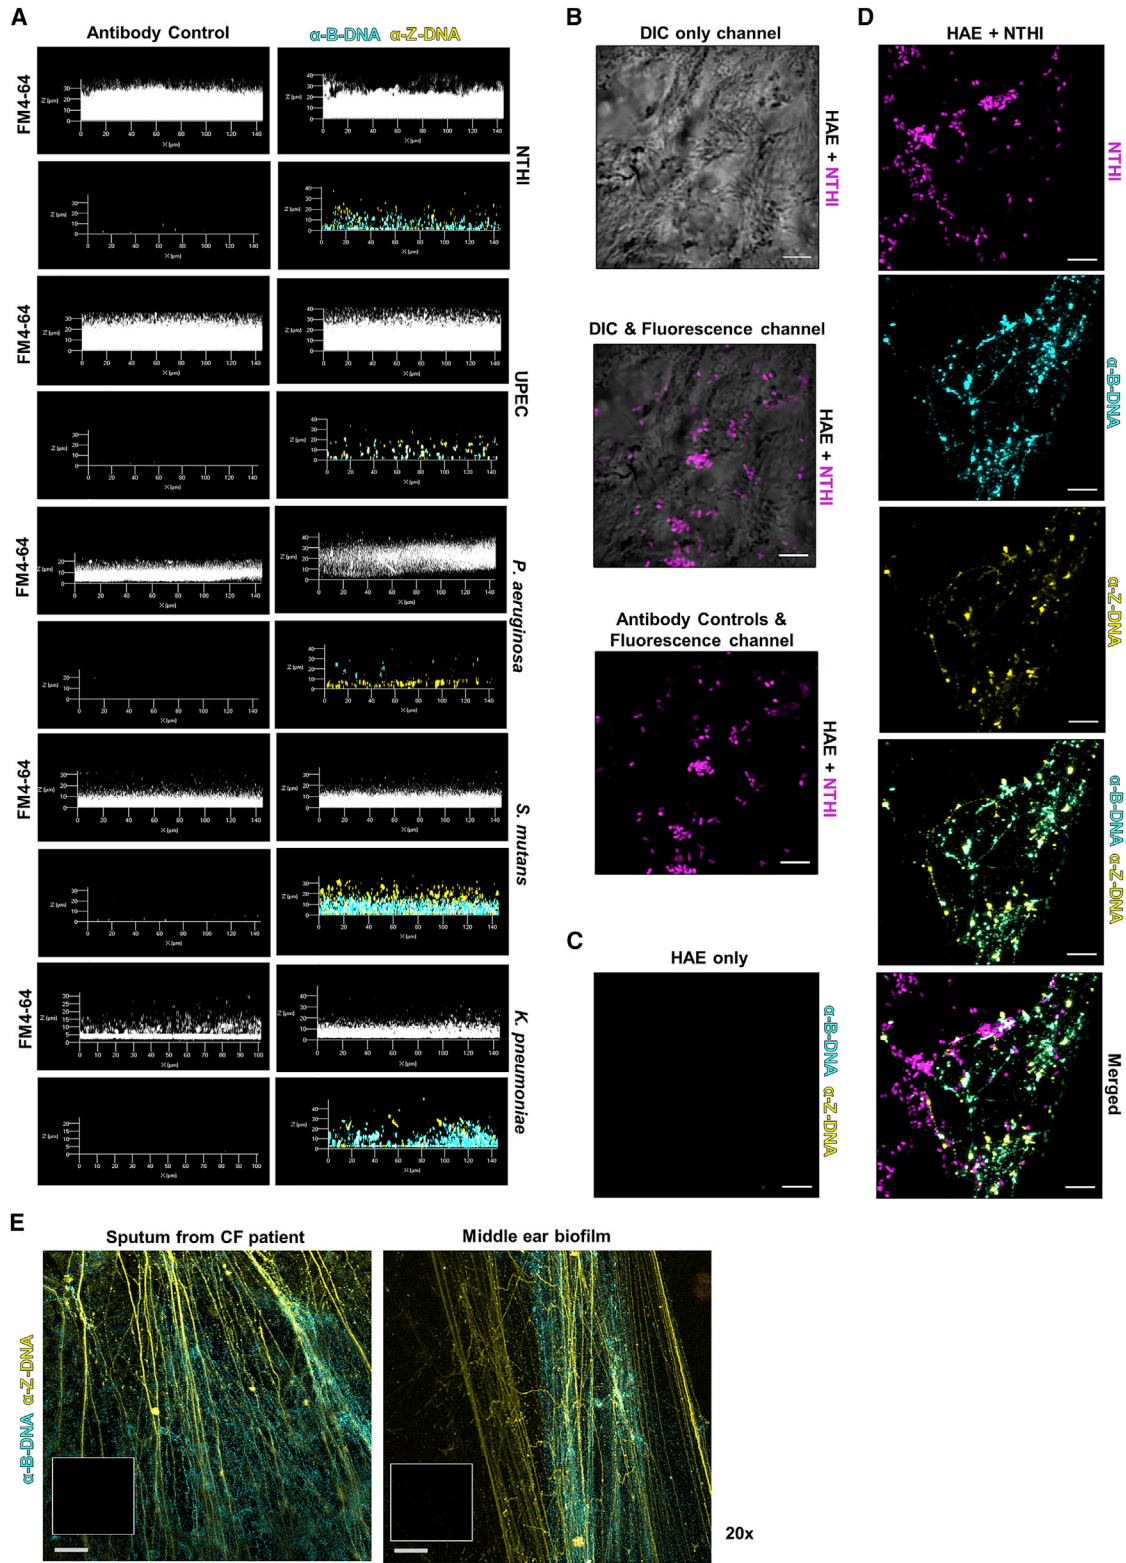 A
Antibody Control
α-B-DNA α-Z-DNA
FM4-64
NTHI
FM4-64
UPEC
FM4-64
P. aeruginosa
FM4-64
S. mutans
FM4-64
K. pneumoniae
Z [µm]
X [µm]
B
DIC only channel
HAE + NTHI
DIC & Fluorescence channel
HAE + NTHI
Antibody Controls &
Fluorescence channel
HAE + NTHI
C
HAE only
α-B-DNA α-Z-DNA
D
HAE + NTHI
NTHI
α-B-DNA
α-Z-DNA
α-B-DNA α-Z-DNA
Merged
E
Sputum from CF patient
Middle ear biofilm
α-B-DNA α-Z-DNA
20x